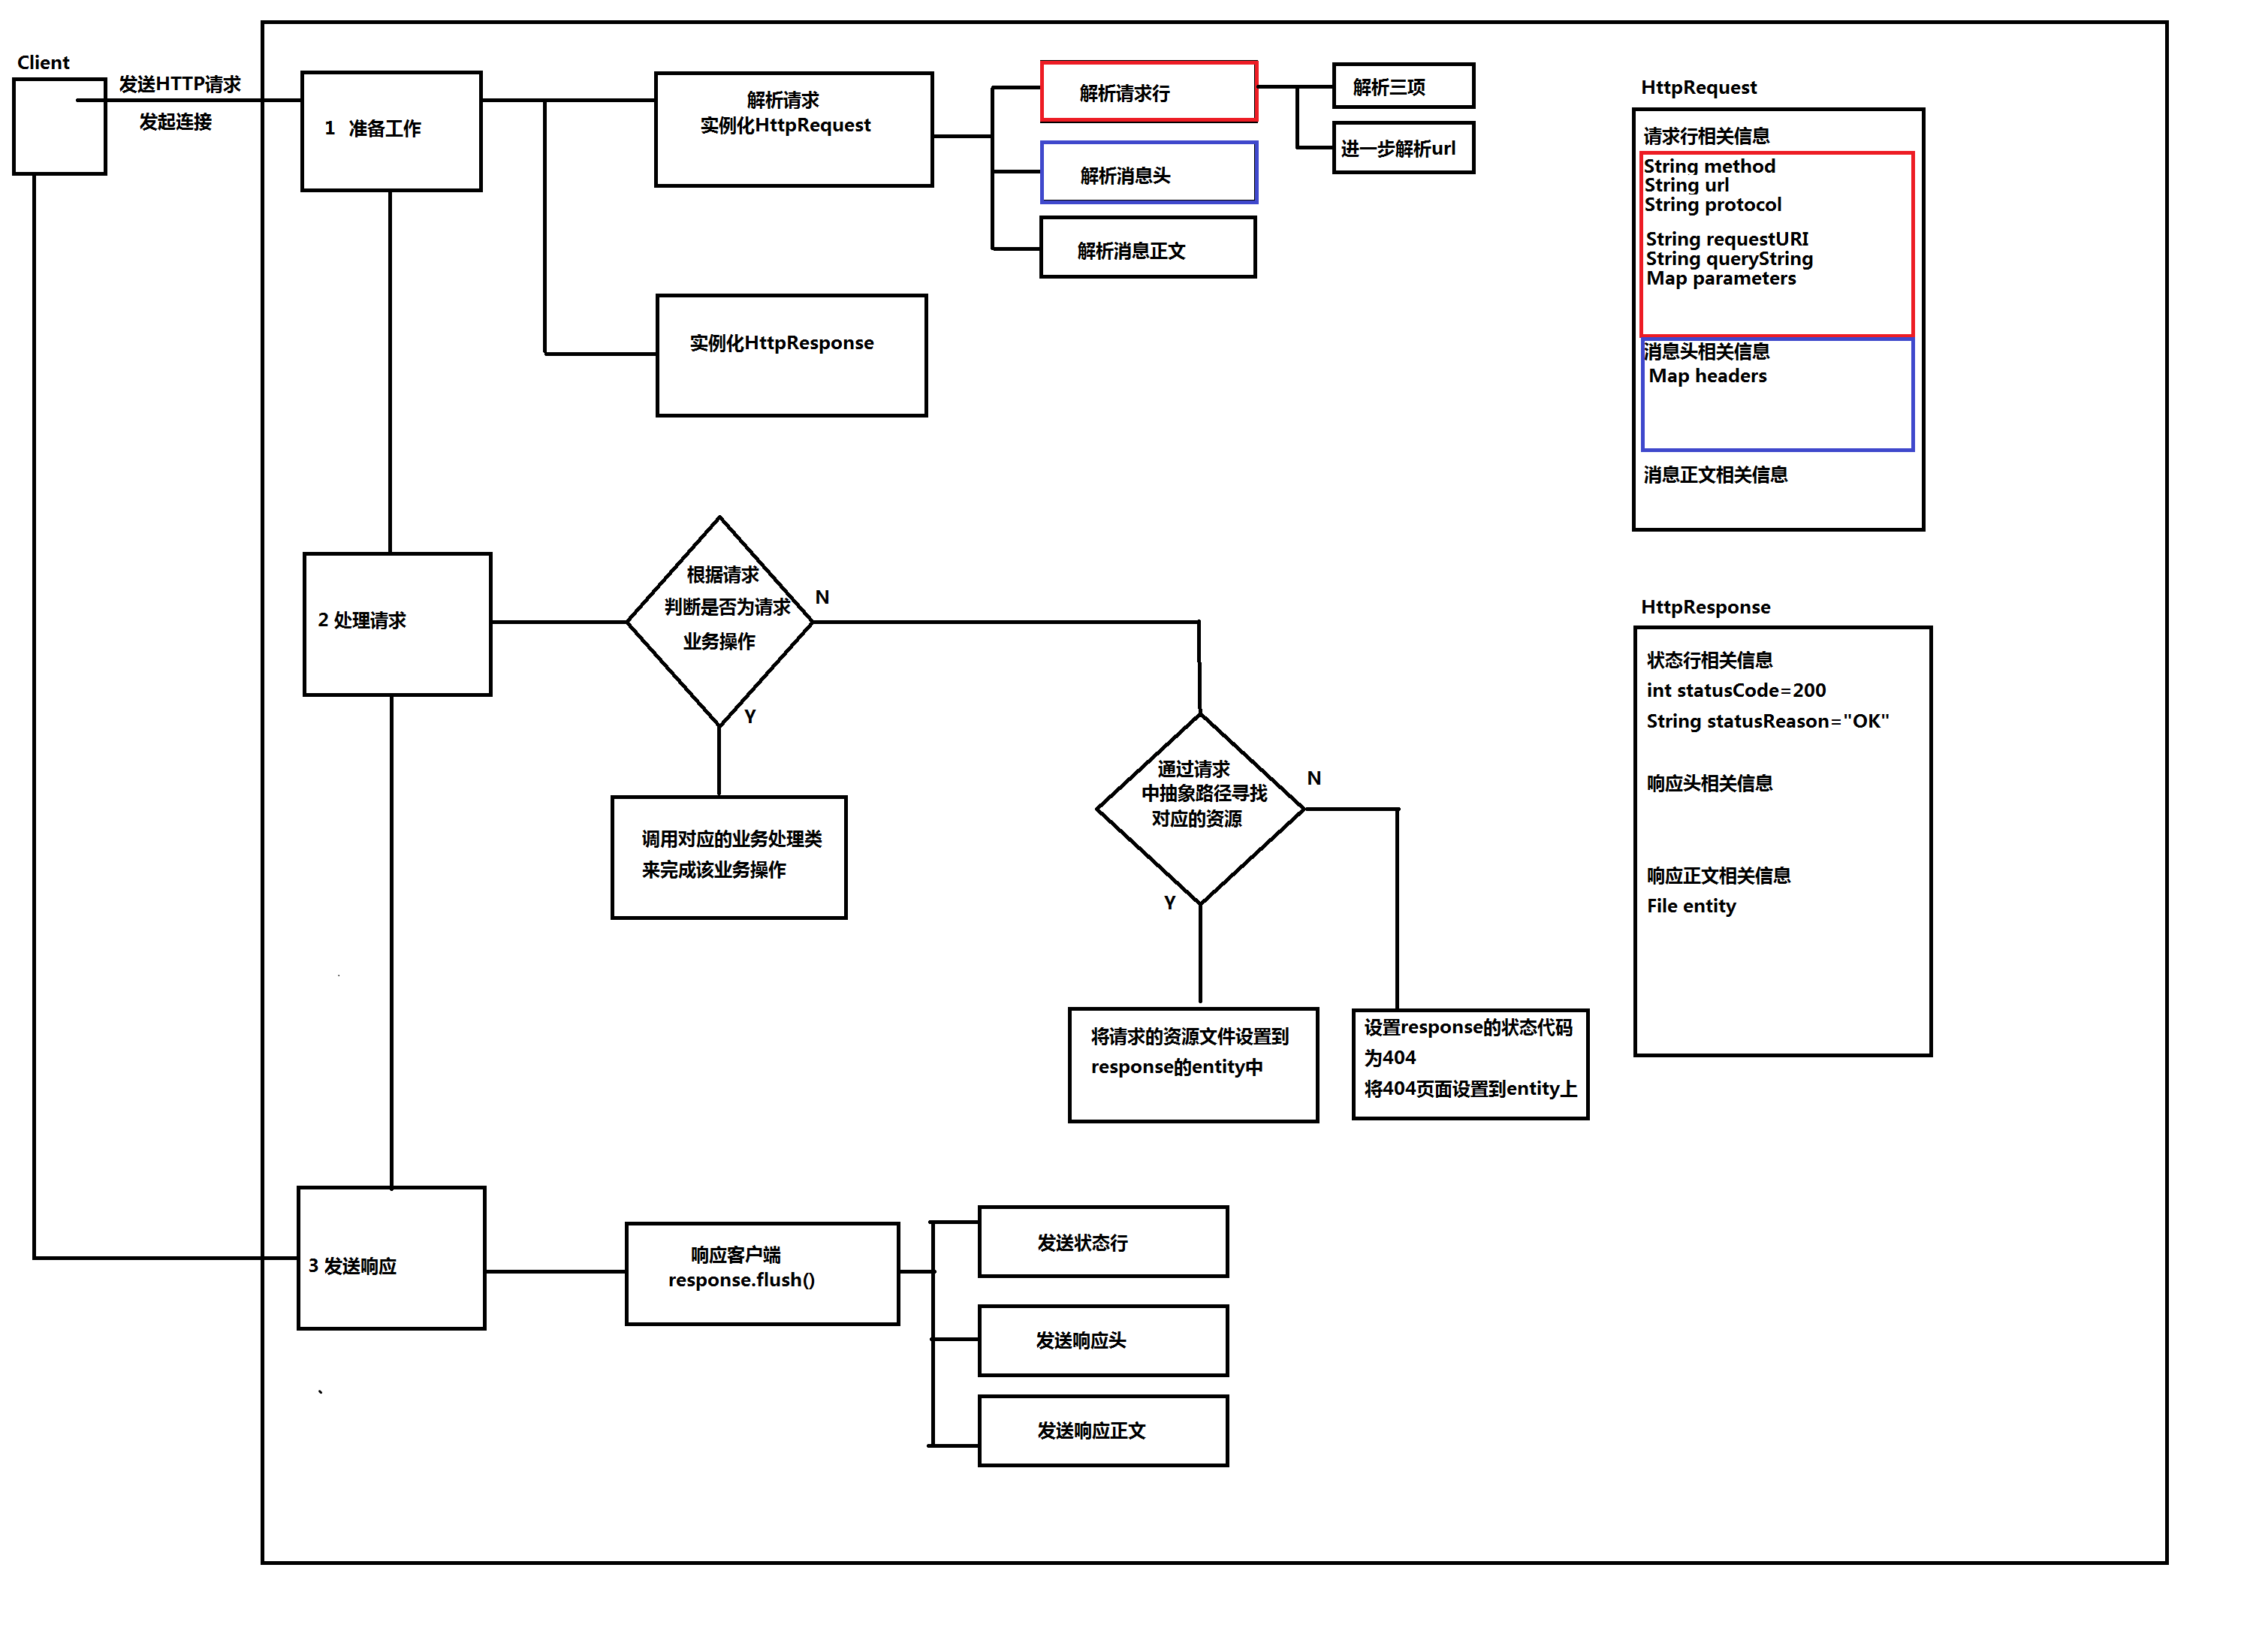 Client
发送HTTP请求
发起连接
1 准备工作
解析请求
实例化HttpRequest
解析请求行
解析消息头
解析消息正文
解析三项
进一步解析url
实例化HttpResponse
HttpRequest
请求行相关信息
String method
String url
String protocol
String requestURI
String queryString
Map parameters
消息头相关信息
Map headers
消息正文相关信息
2 处理请求
根据请求
判断是否为请求
业务操作
N
Y
调用对应的业务处理类
来完成该业务操作
通过请求
中抽象路径寻找
对应的资源
N
Y
将请求的资源文件设置到
response的entity中
设置response的状态代码
为404
将404页面设置到entity上
HttpResponse
状态行相关信息
int statusCode=200
String statusReason="OK"
响应头相关信息
响应正文相关信息
File entity
3 发送响应
响应客户端
response.flush()
发送状态行
发送响应头
发送响应正文
、